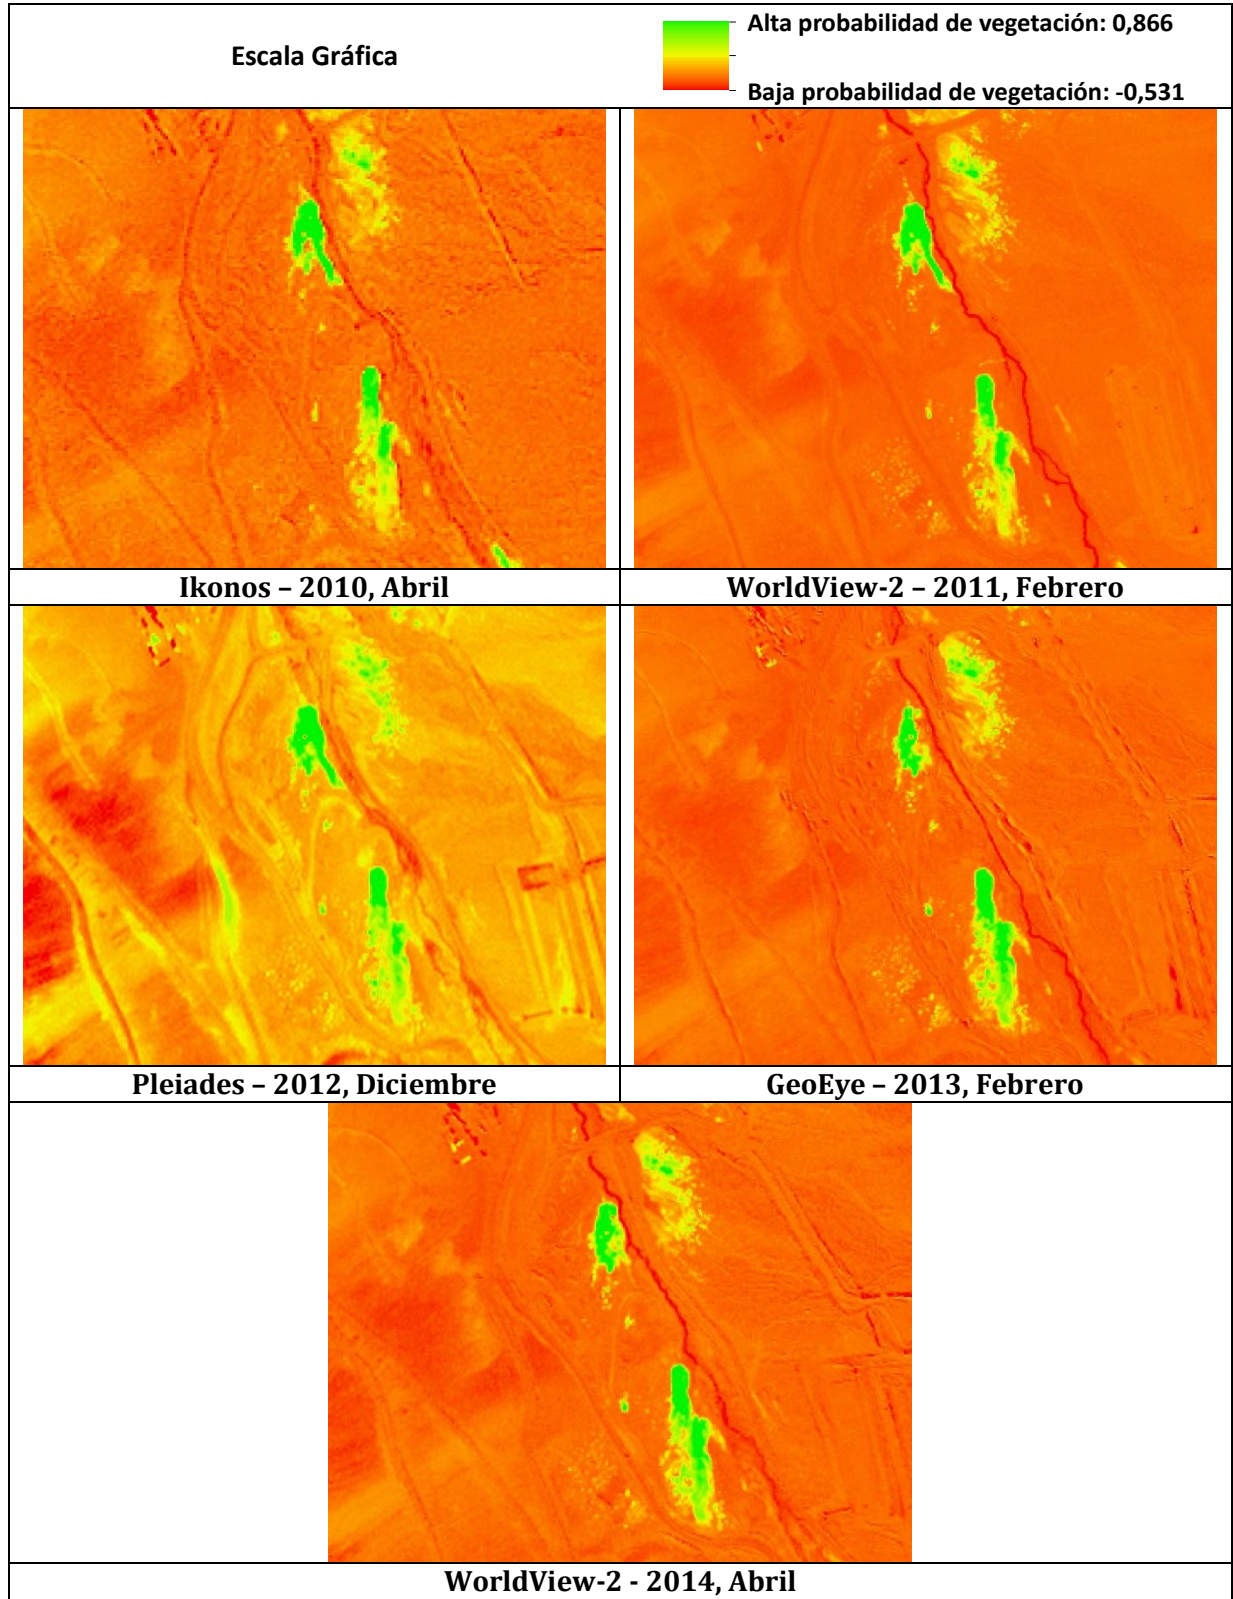 Escala Gráfica
Alta probabilidad de vegetación: 0,866
Baja probabilidad de vegetación: -0,531
Ikonos – 2010, Abril
WorldView-2 – 2011, Febrero
Pleiades – 2012, Diciembre
GeoEye – 2013, Febrero
WorldView-2 - 2014, Abril